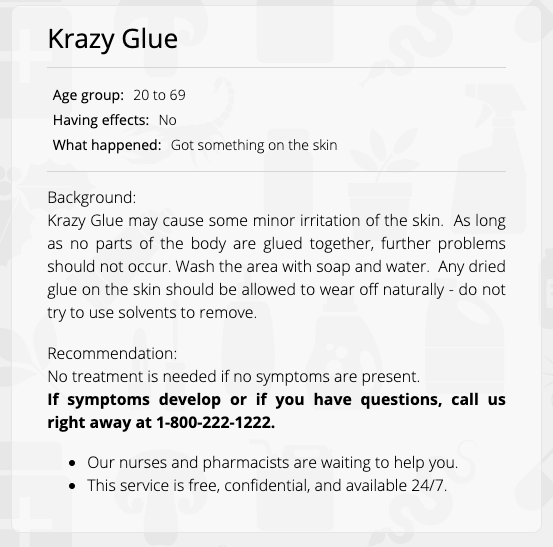 Krazy Glue
Age group: 20 to 69
Having effects: No
What happened: Got something on the skin
Background:
Krazy Glue may cause some minor irritation of the skin. As long
as no parts of the body are glued together, further problems
should not occur. Wash the area with soap and water. Any dried
glue on the skin should be allowed to wear off naturally - do not
try to use solvents to remove.
Recommendation:
No treatment is needed if no symptoms are present.
If symptoms develop or if you have questions, call us
right away at 1-800-222-1222.
• Our nurses and pharmacists are waiting to help you.
• This service is free, confidential, and available 24/7.